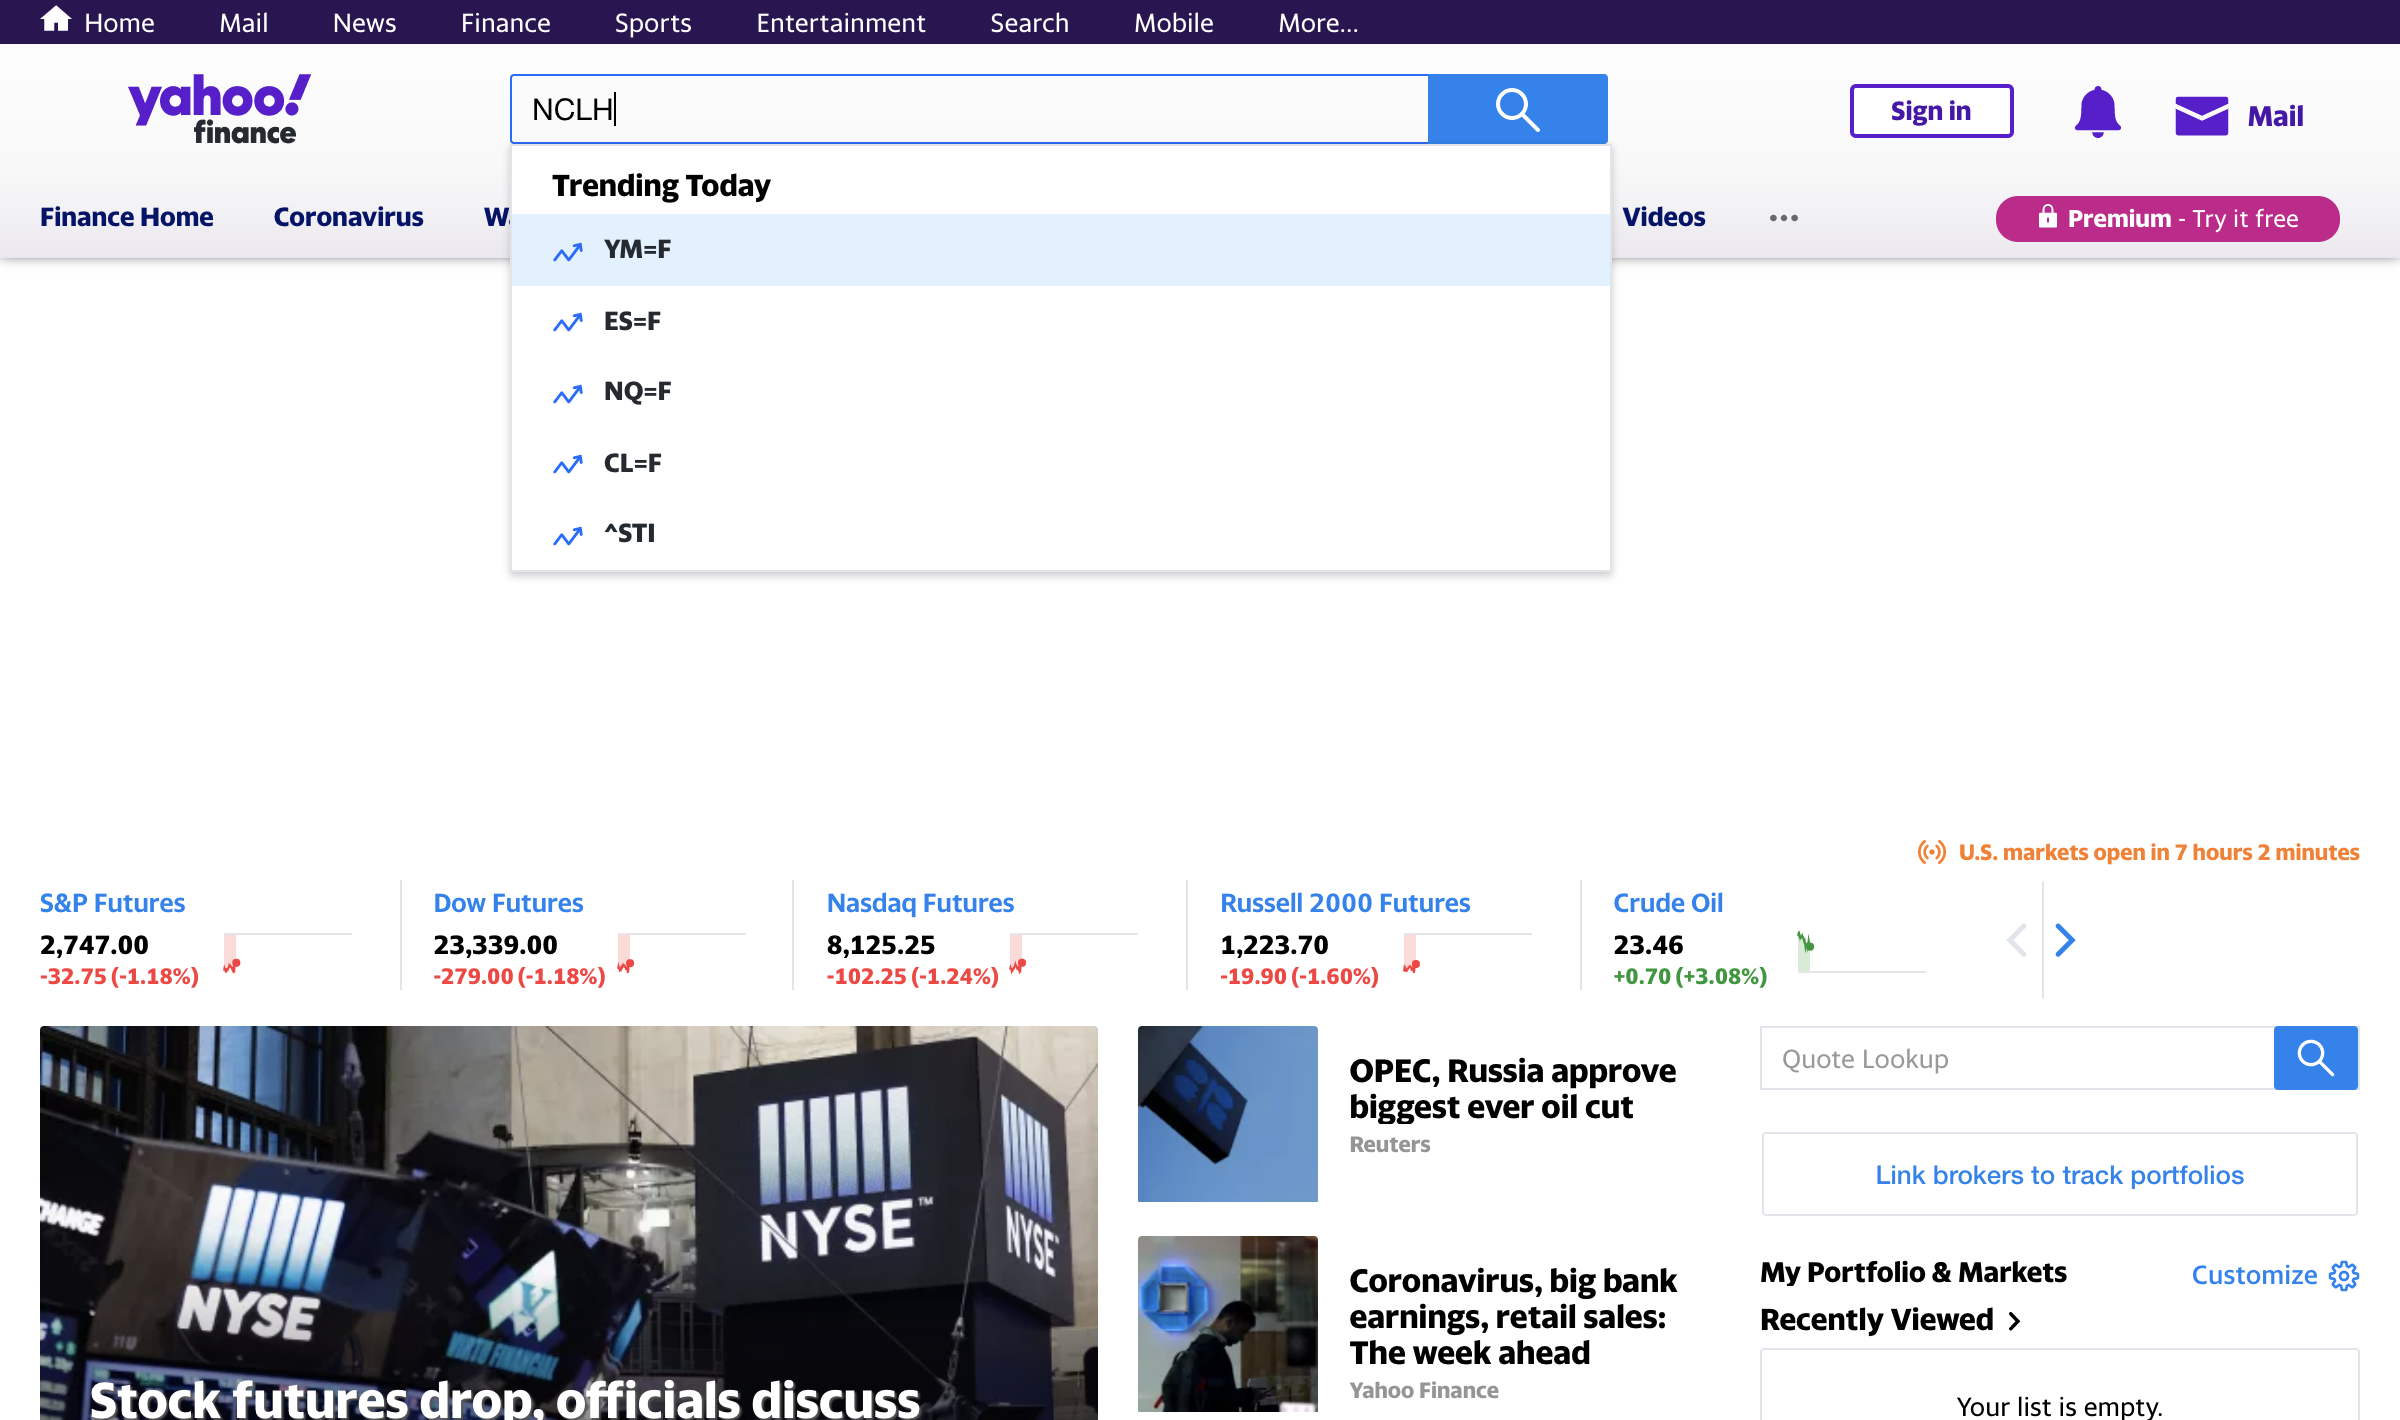 Home Mail News Finance Sports Entertainment Search Mobile More...
yahoo!
finance
NCLH
Sign in
Mail
Finance Home Coronavirus Videos
Premium - Try it free
Trending Today
YM=F
ES=F
NQ=F
CL=F
^STI
U.S. markets open in 7 hours 2 minutes
S&P Futures
2,747.00
-32.75 (-1.18%)
Dow Futures
23,339.00
-279.00 (-1.18%)
Nasdaq Futures
8,125.25
-102.25 (-1.24%)
Russell 2000 Futures
1,223.70
-19.90 (-1.60%)
Crude Oil
23.46
+0.70 (+3.08%)
NYSE
NYSE
NYSE
VIRTU FINANCIAL
Stock futures drop, officials discuss
OPEC, Russia approve
biggest ever oil cut
Reuters
Coronavirus, big bank
earnings, retail sales:
The week ahead
Yahoo Finance
Quote Lookup
Link brokers to track portfolios
My Portfolio & Markets
Customize
Recently Viewed
Your list is empty.